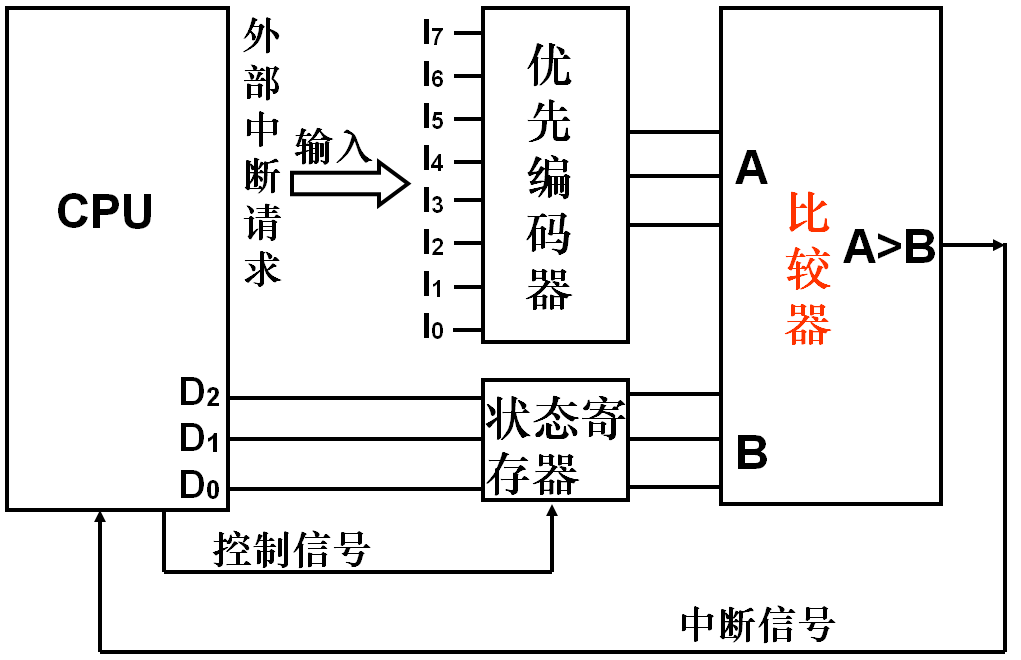 CPU
外部中断请求
输入
I7
I6
I5
I4
I3
I2
I1
I0
优先编码器
A
比较器
A>B
B
D2
D1
D0
状态寄
存器
控制信号
中断信号